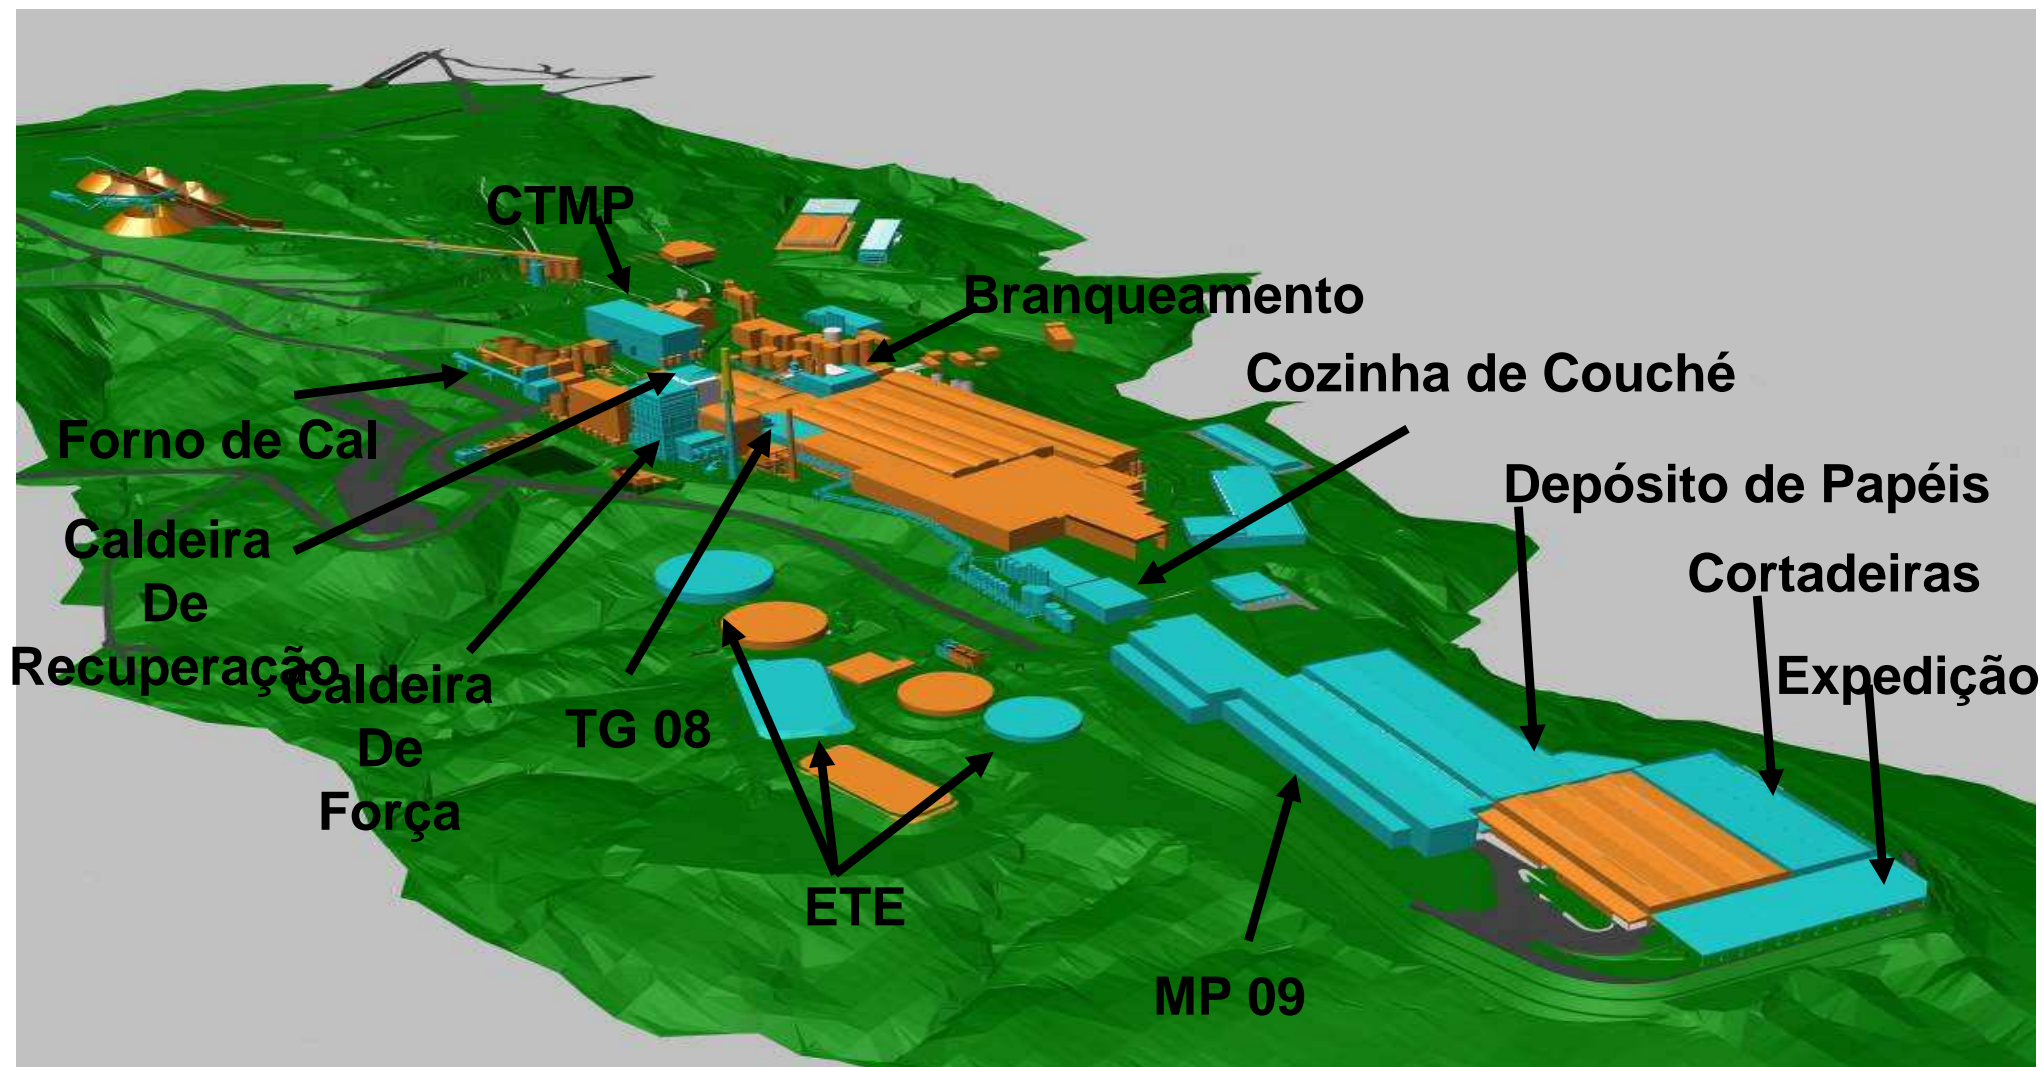 CTMP
Branqueamento
Cozinha de Couché
Forno de Cal
Depósito de Papéis
Caldeira
De
Recuperação
Cortadeiras
Expedição
Caldeira
De
Força
TG 08
ETE
MP 09